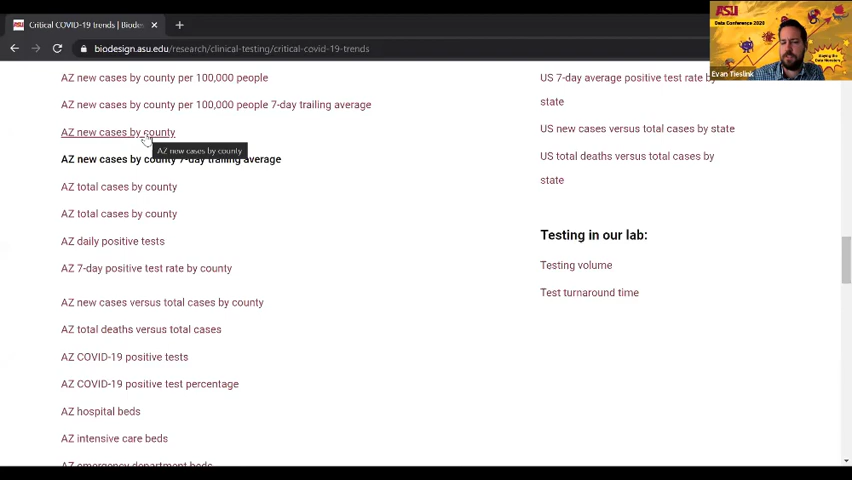 Critical COVID-19 trends | Biodes
biodesign.asu.edu/research/clinical-testing/critical-covid-19-trends
ASU
Data Conference 2020
Evan Tieslink
AZ new cases by county per 100,000 people
AZ new cases by county per 100,000 people 7-day trailing average
AZ new cases by county
AZ new cases by county
AZ new cases by county 7-day trailing average
AZ total cases by county
AZ total cases by county
AZ daily positive tests
AZ 7-day positive test rate by county
AZ new cases versus total cases by county
AZ total deaths versus total cases
AZ COVID-19 positive tests
AZ COVID-19 positive test percentage
AZ hospital beds
AZ intensive care beds
AZ emergency department beds
US 7-day average positive test rate by
state
US new cases versus total cases by state
US total deaths versus total cases by
state
Testing in our lab:
Testing volume
Test turnaround time